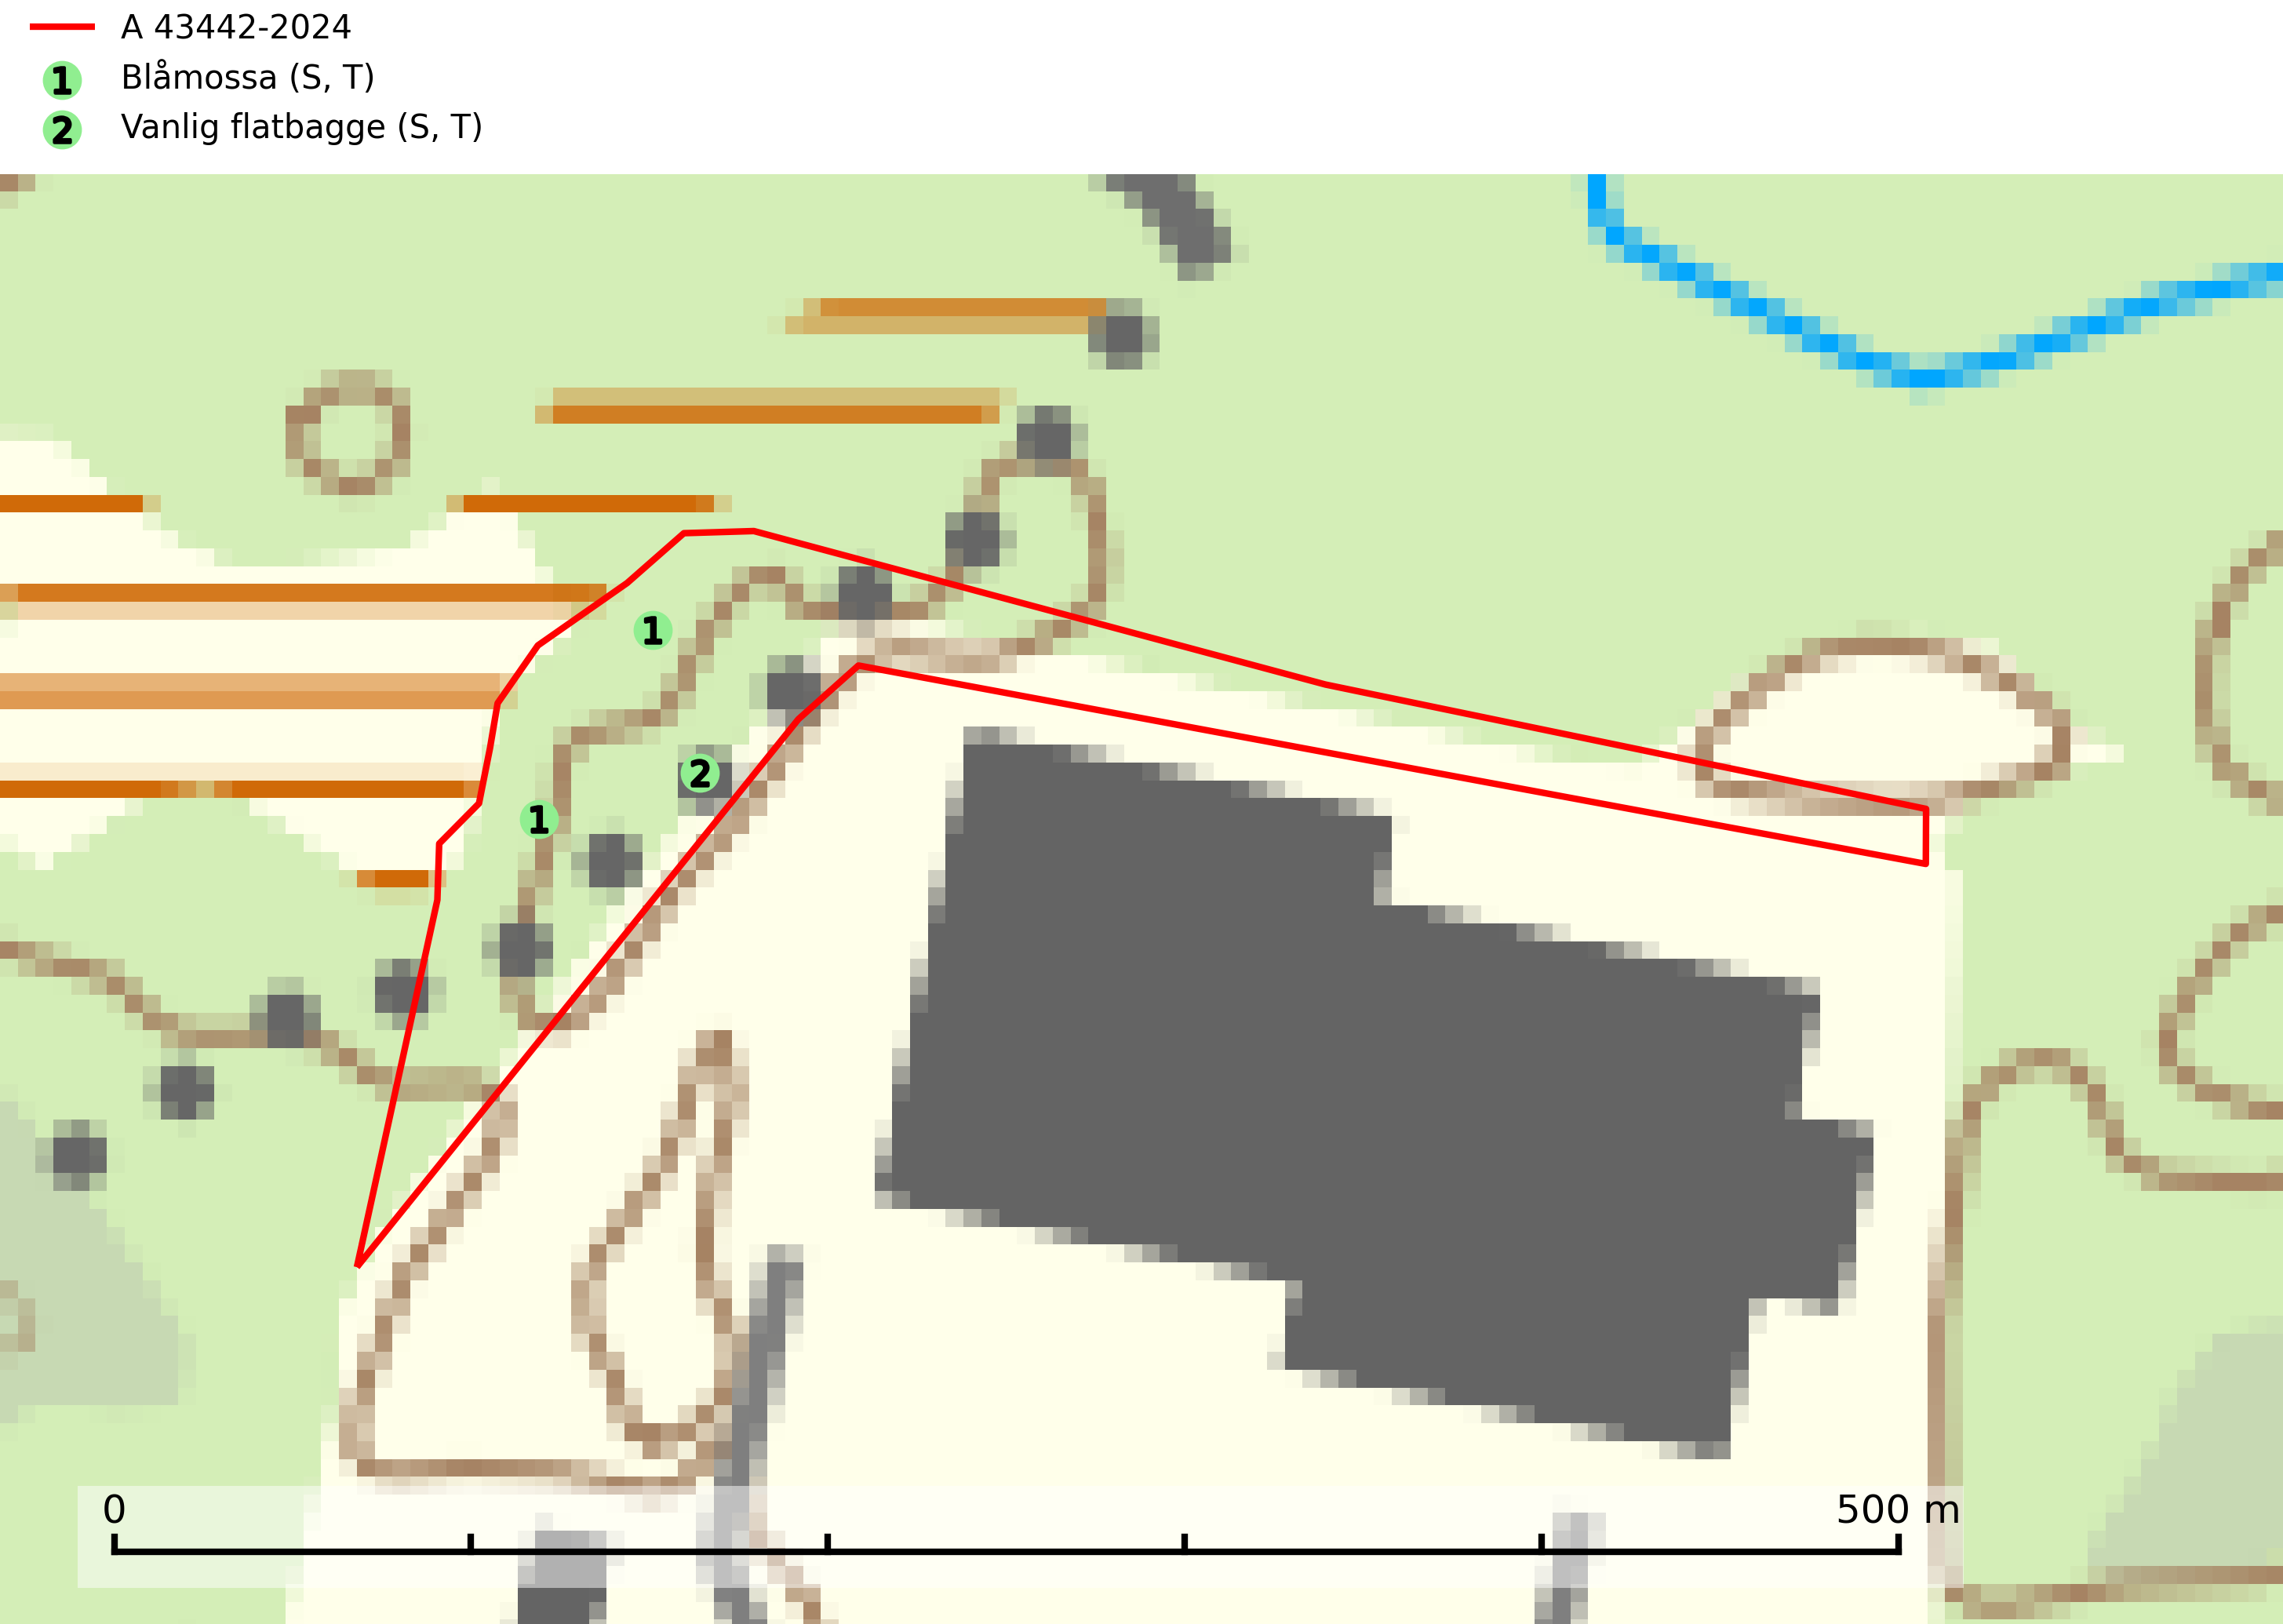 A 43442-2024
1 Blåmossa (S, T)
2 Vanlig flatbagge (S, T)
1
2
1
0 500 m